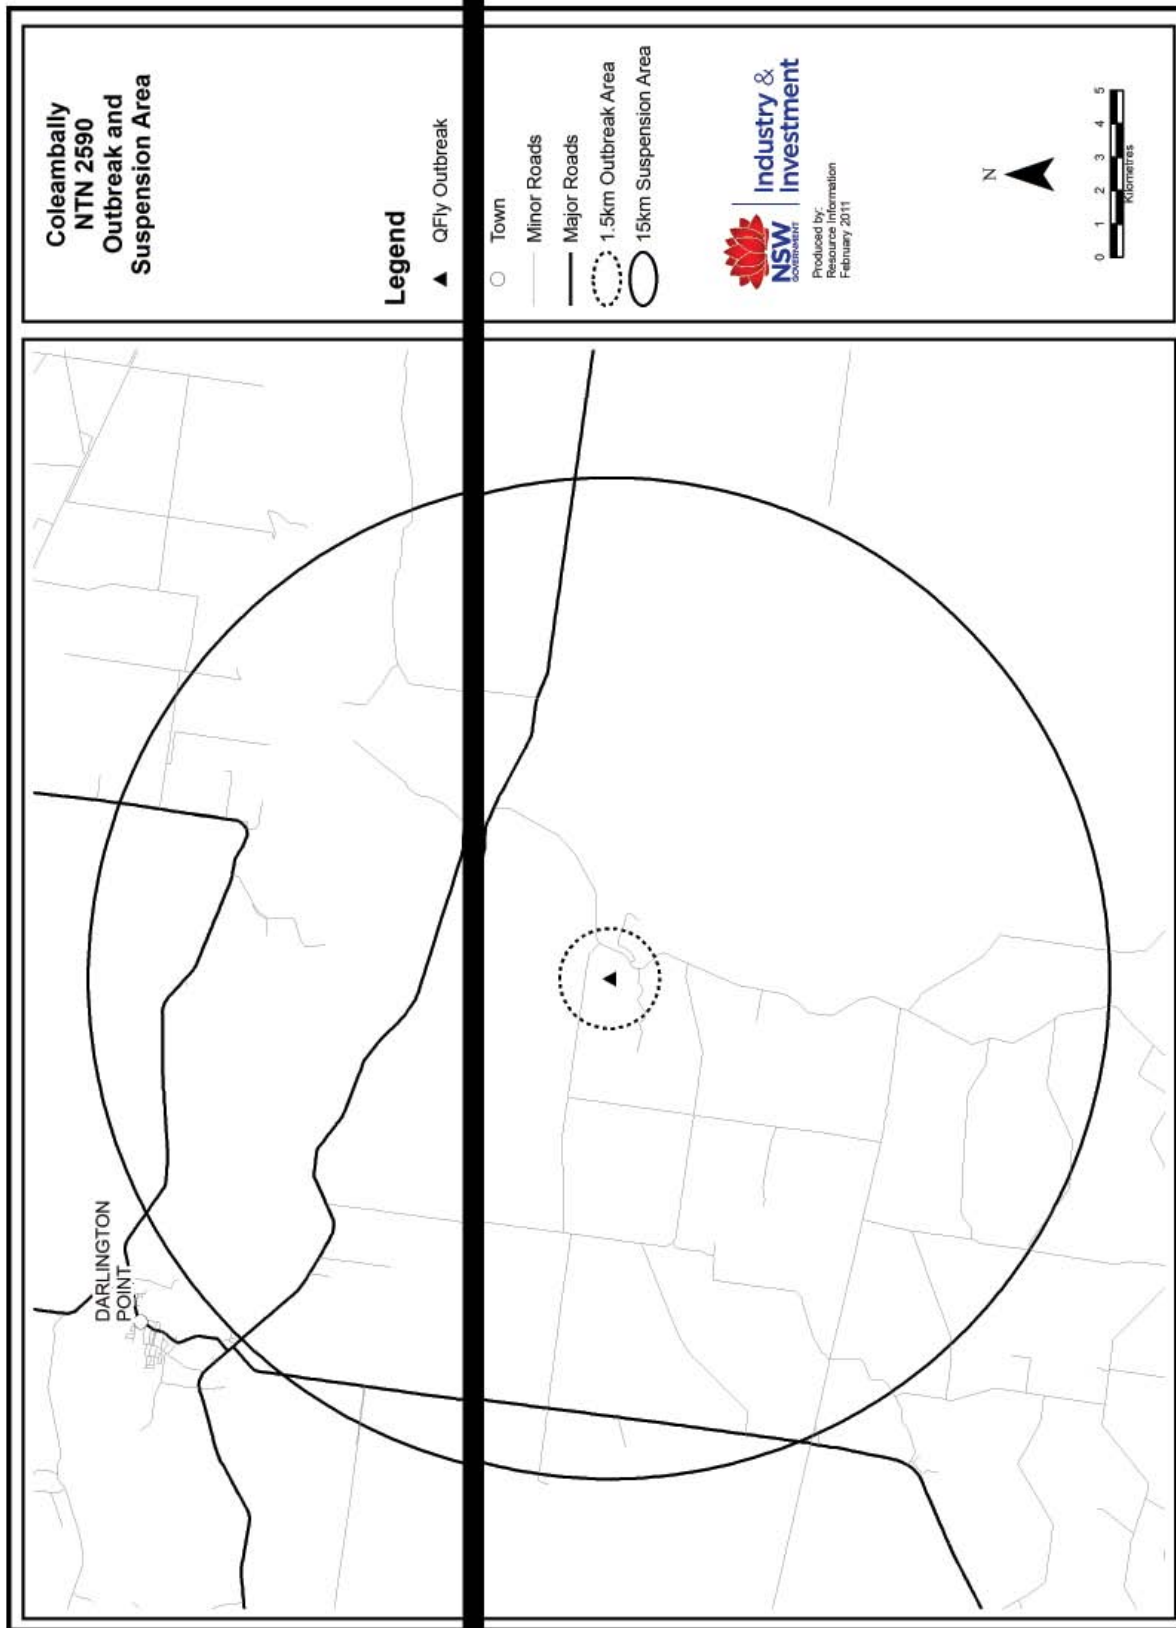 Coleambally
NTN 2590
Outbreak and
Suspension Area
Legend
QFly Outbreak
Town
Minor Roads
Major Roads
1.5km Outbreak Area
15km Suspension Area
NSW
GOVERNMENT
Industry &
Investment
Produced by:
Resource Information
February 2011
N
0 1 2 3 4 5
Kilometres
DARLINGTON
POINT